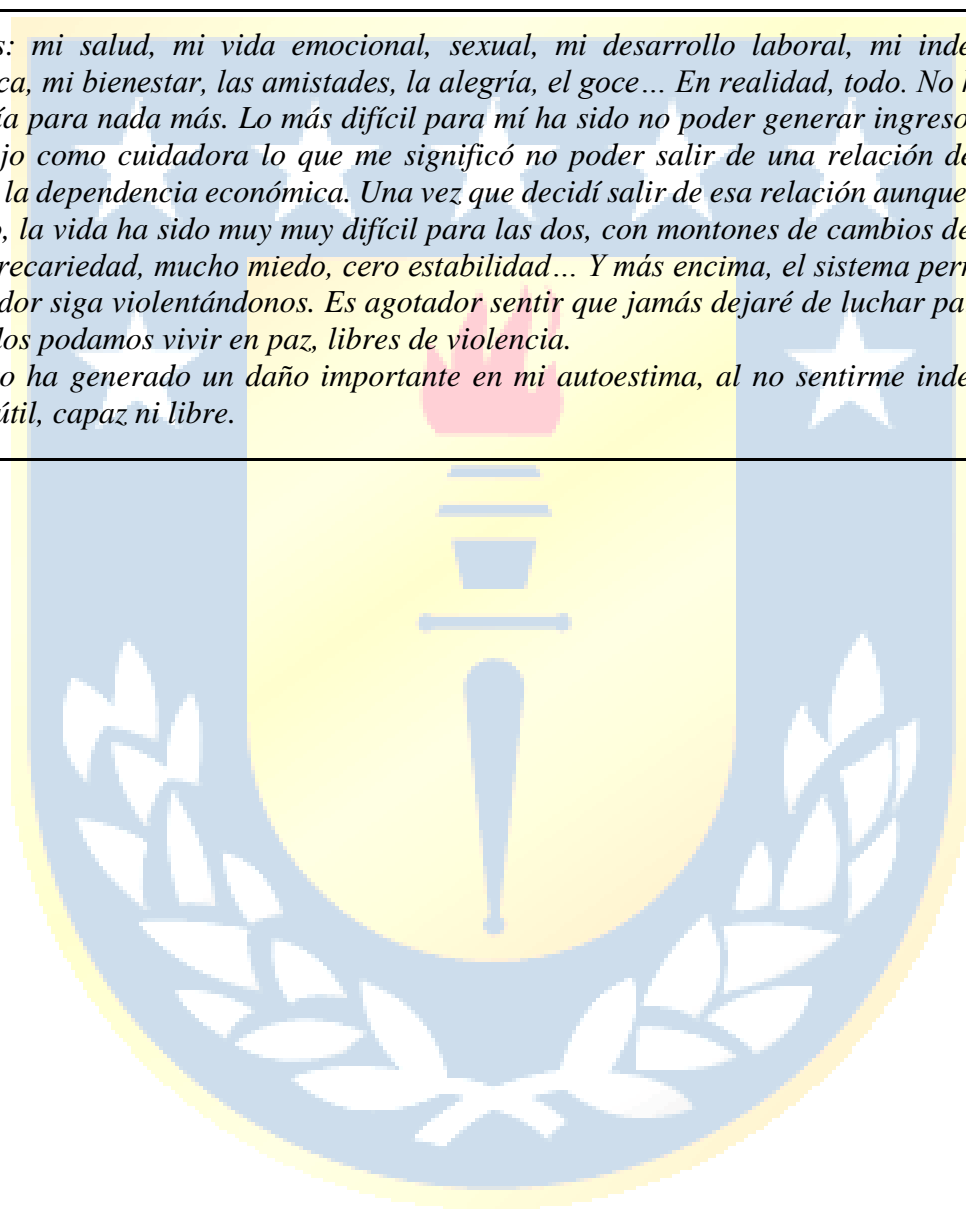 s: mi salud, mi vida emocional, sexual, mi desarrollo laboral, mi inde
ca, mi bienestar, las amistades, la alegría, el goce… En realidad, todo. No h
ía para nada más. Lo más difícil para mí ha sido no poder generar ingreso
jo como cuidadora lo que me significó no poder salir de una relación de
la dependencia económica. Una vez que decidí salir de esa relación aunque
o, la vida ha sido muy muy difícil para las dos, con montones de cambios de
recariedad, mucho miedo, cero estabilidad… Y más encima, el sistema perr
dor siga violentándonos. Es agotador sentir que jamás dejaré de luchar pa
los podamos vivir en paz, libres de violencia.
o ha generado un daño importante en mi autoestima, al no sentirme inde
útil, capaz ni libre.